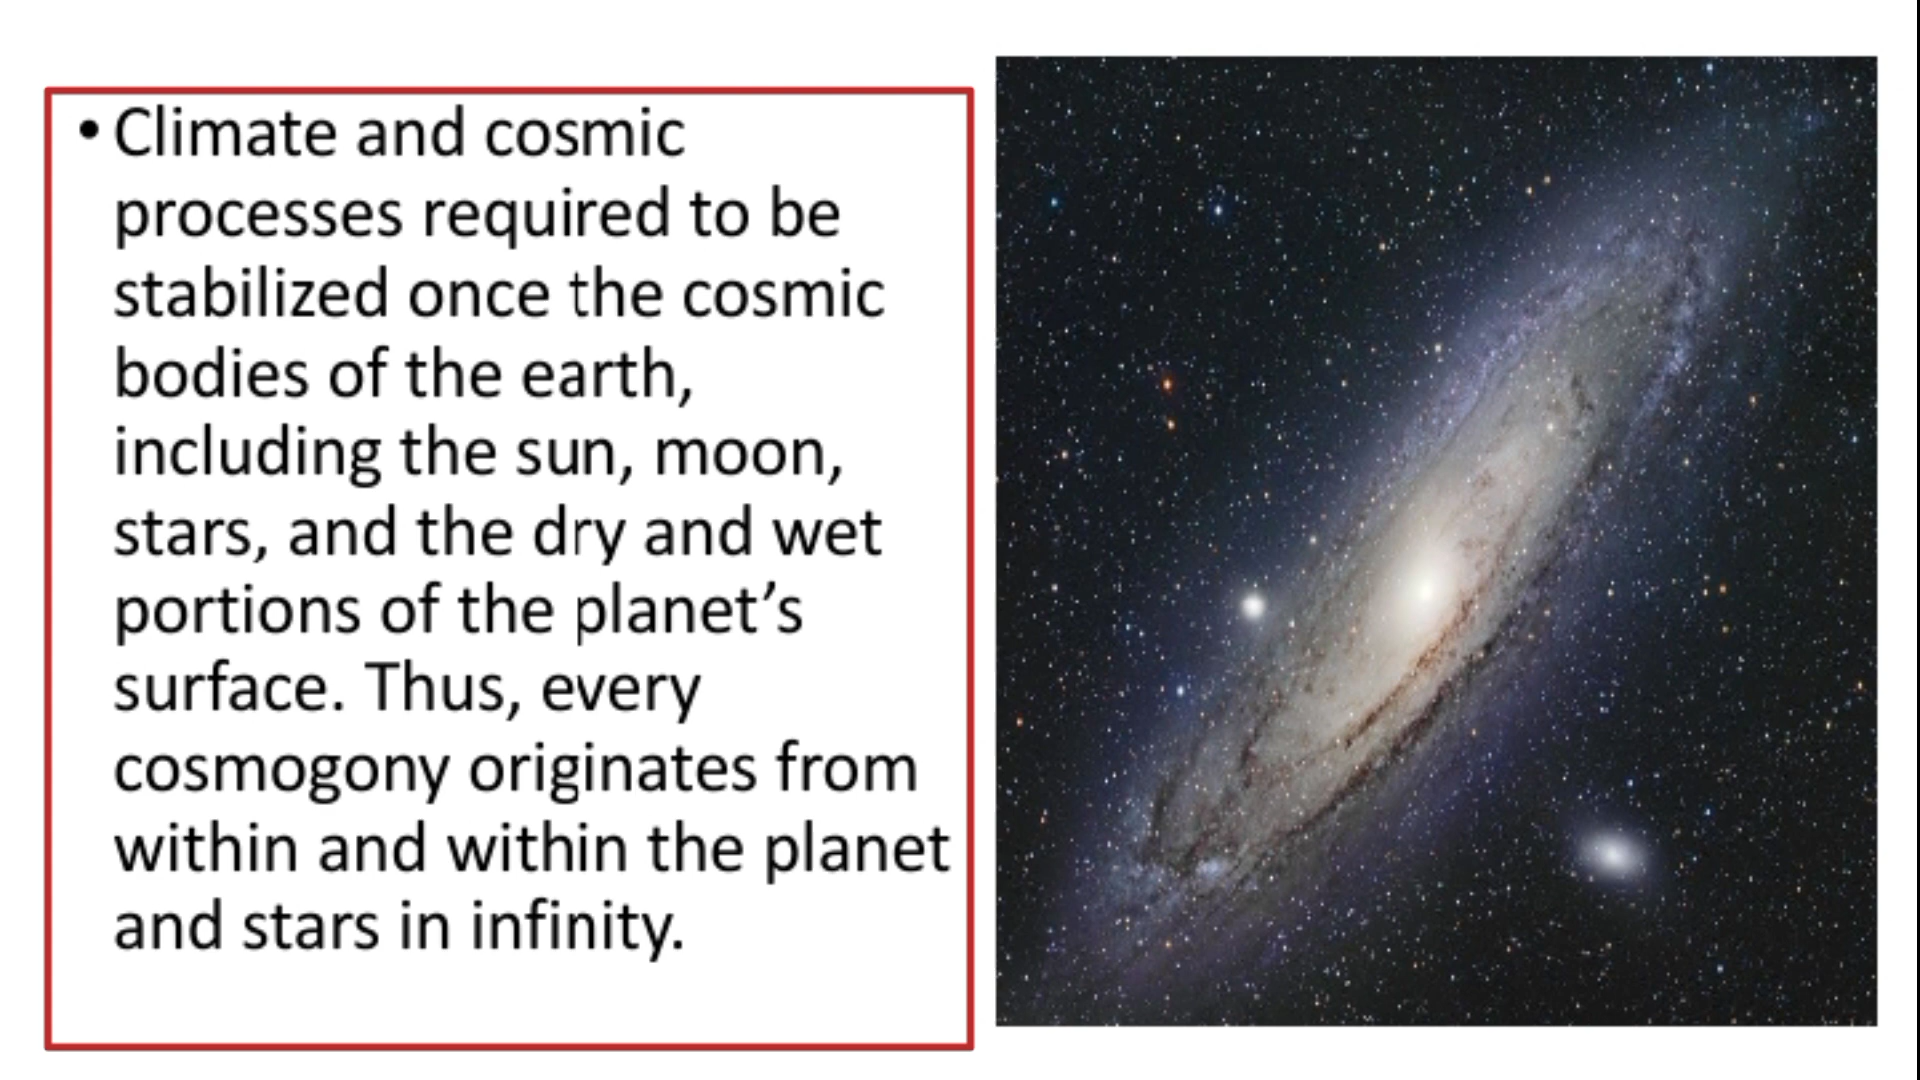 • Climate and cosmic
processes required to be
stabilized once the cosmic
bodies of the earth,
including the sun, moon,
stars, and the dry and wet
portions of the planet’s
surface. Thus, every
cosmogony originates from
within and within the planet
and stars in infinity.